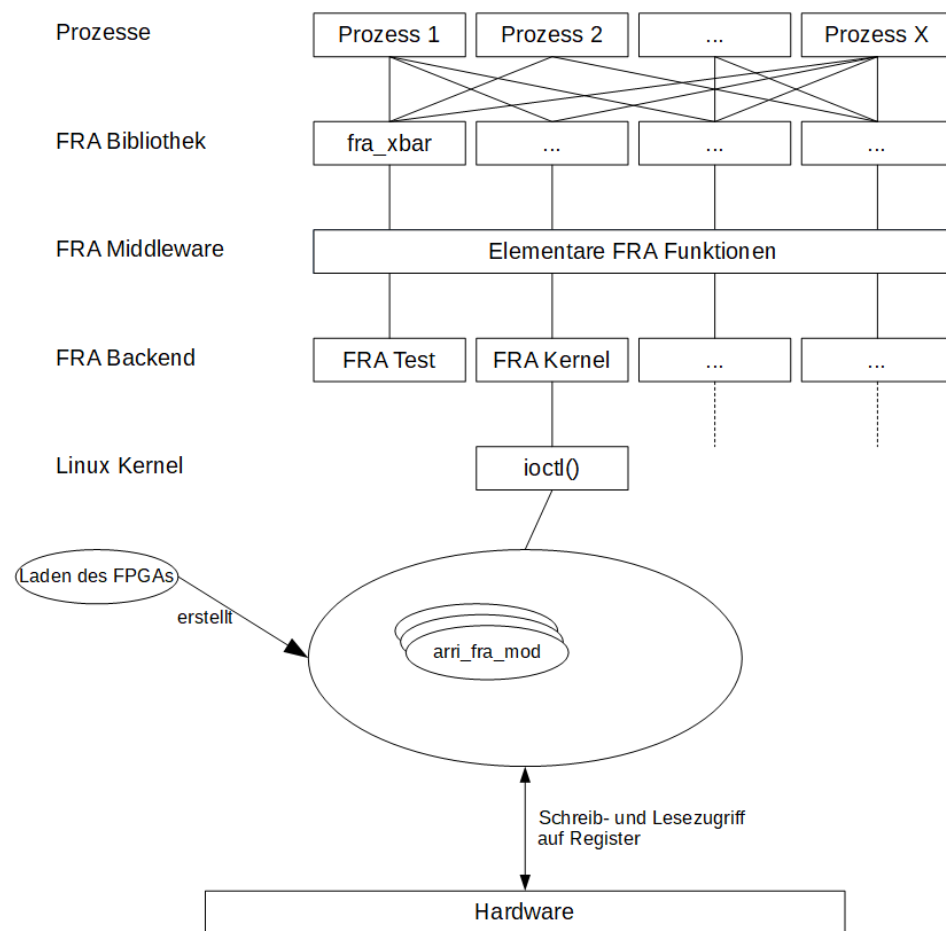 Prozesse
Prozess 1
Prozess 2
...
Prozess X
FRA Bibliothek
fra_xbar
...
...
...
FRA Middleware
Elementare FRA Funktionen
FRA Backend
FRA Test
FRA Kernel
...
...
Linux Kernel
ioctl()
Laden des FPGAs
erstellt
arri_fra_mod
Schreib- und Lesezugriff
auf Register
Hardware